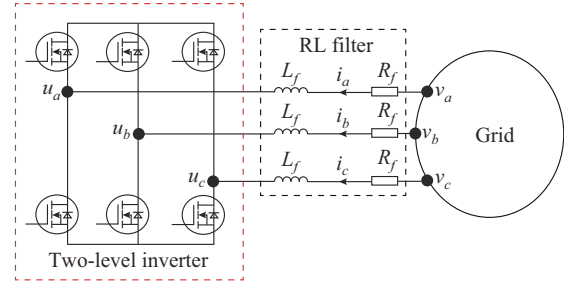 RL filter
L_f i_a R_f
u_a v_a
L_f i_b R_f
u_b v_b Grid
L_f i_c R_f
u_c v_c
Two-level inverter